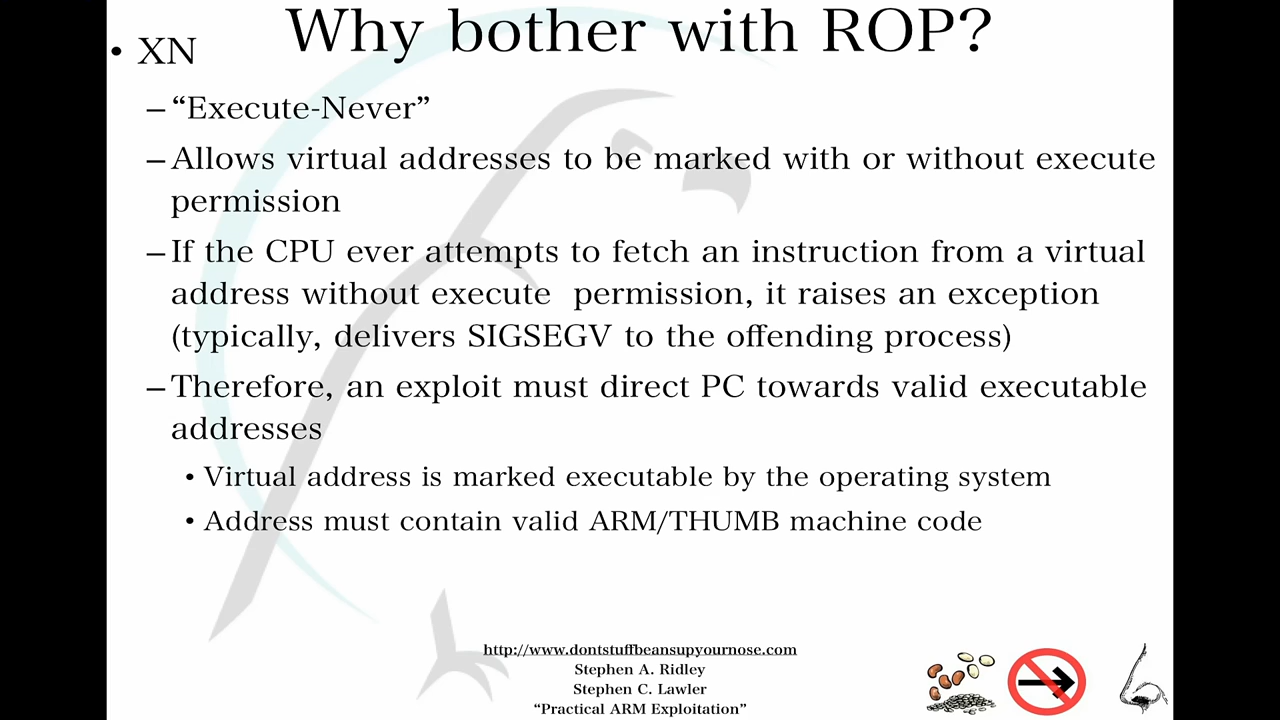 Why bother with ROP?
• XN
– “Execute-Never”
– Allows virtual addresses to be marked with or without execute
permission
– If the CPU ever attempts to fetch an instruction from a virtual
address without execute permission, it raises an exception
(typically, delivers SIGSEGV to the offending process)
– Therefore, an exploit must direct PC towards valid executable
addresses
• Virtual address is marked executable by the operating system
• Address must contain valid ARM/THUMB machine code
http://www.dontstuffbeansupyournose.com
Stephen A. Ridley
Stephen C. Lawler
“Practical ARM Exploitation”